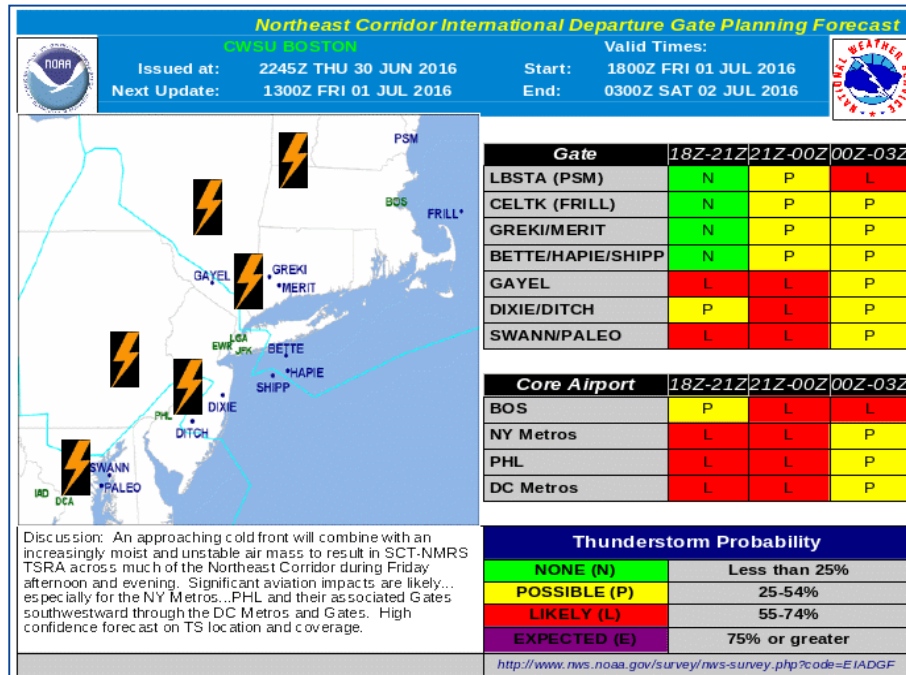 Northeast Corridor International Departure Gate Planning Forecast
CWSU BOSTON
Valid Times:
Issued at: 2245Z THU 30 JUN 2016 Start: 1800Z FRI 01 JUL 2016
Next Update: 1300Z FRI 01 JUL 2016 End: 0300Z SAT 02 JUL 2016
NOAA
NATIONAL WEATHER SERVICE
PSM
BOS
FRILL
GAYEL
GREKI
MERIT
LGA
EWR
JFK
BETTE
HAPIE
SHIPP
DIXIE
PHL
DITCH
SWANN
PALEO
IAD
DCA
Gate 18Z-21Z 21Z-00Z 00Z-03Z
LBSTA (PSM) N P L
CELTK (FRILL) N P P
GREKI/MERIT N P P
BETTE/HAPIE/SHIPP N P P
GAYEL L L P
DIXIE/DITCH P L P
SWANN/PALEO L L P
Core Airport 18Z-21Z 21Z-00Z 00Z-03Z
BOS P L L
NY Metros L L P
PHL L L P
DC Metros L L P
Discussion: An approaching cold front will combine with an
increasingly moist and unstable air mass to result in SCT-NMRS
TSRA across much of the Northeast Corridor during Friday
afternoon and evening. Significant aviation impacts are likely...
especially for the NY Metros...PHL and their associated Gates
southwestward through the DC Metros and Gates. High
confidence forecast on TS location and coverage.
Thunderstorm Probability
NONE (N) Less than 25%
POSSIBLE (P) 25-54%
LIKELY (L) 55-74%
EXPECTED (E) 75% or greater
http://www.nws.noaa.gov/survey/nws-survey.php?code=EIADGF